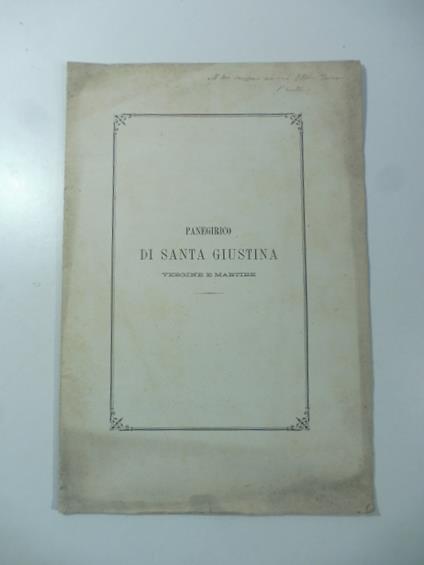 PANEGIRICO
DI SANTA GIUSTINA
VERGINE E MARTIRE